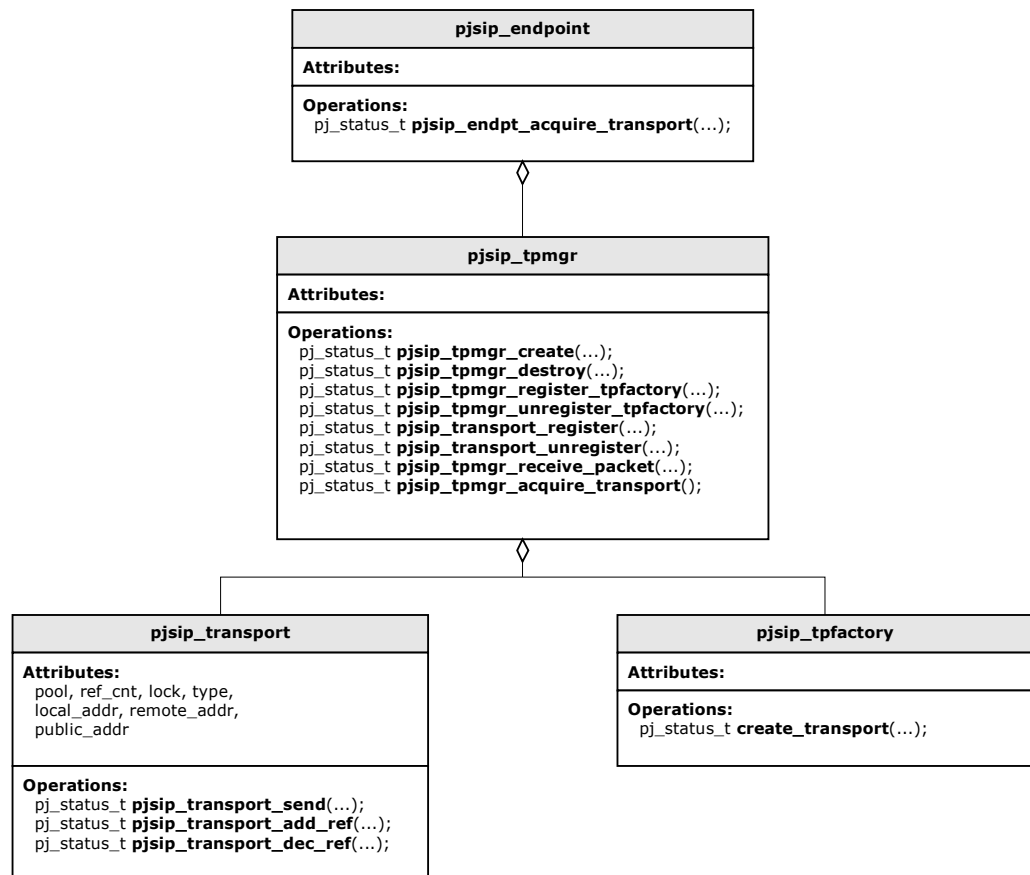 pjsip_endpoint
Attributes:
Operations:
pj_status_t pjsip_endpt_acquire_transport(...);
pjsip_tpmgr
Attributes:
Operations:
pj_status_t pjsip_tpmgr_create(...);
pj_status_t pjsip_tpmgr_destroy(...);
pj_status_t pjsip_tpmgr_register_tpfactory(...);
pj_status_t pjsip_tpmgr_unregister_tpfactory(...);
pj_status_t pjsip_transport_register(...);
pj_status_t pjsip_transport_unregister(...);
pj_status_t pjsip_tpmgr_receive_packet(...);
pj_status_t pjsip_tpmgr_acquire_transport();
pjsip_transport
Attributes:
pool, ref_cnt, lock, type,
local_addr, remote_addr,
public_addr
Operations:
pj_status_t pjsip_transport_send(...);
pj_status_t pjsip_transport_add_ref(...);
pj_status_t pjsip_transport_dec_ref(...);
pjsip_tpfactory
Attributes:
Operations:
pj_status_t create_transport(...);